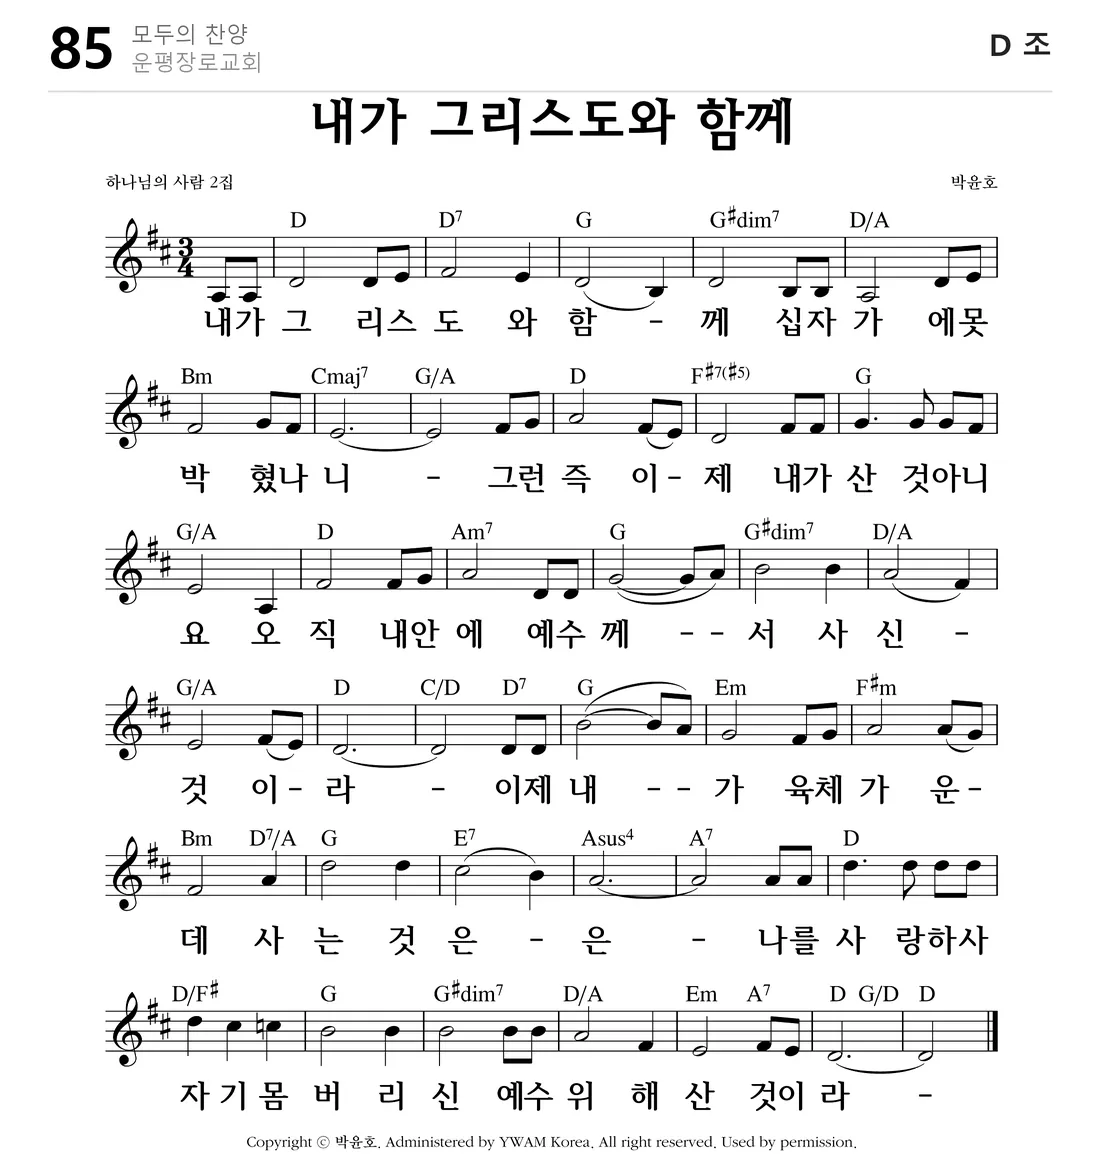 85 모두의 찬양
운평장로교회
D 조
내가 그리스도와 함께
하나님의 사람 2집 박윤호
D D7 G G#dim7 D/A
3
4
내가 그 리스 도 와 함 - 께 십자 가 에못
Bm Cmaj7 G/A D F#7(#5) G
박 혔나 니 - 그런 즉 이 - 제 내가 산 것아니
G/A D Am7 G G#dim7 D/A
요 오 직 내안 에 예수 께 - - 서 사 신 -
G/A D C/D D7 G Em F#m
것 이 - 라 - 이제 내 - - 가 육체 가 운 -
Bm D7/A G E7 Asus4 A7 D
데 사 는 것 은 - 은 - 나를 사 랑하사
D/F# G G#dim7 D/A Em A7 D G/D D
자 기 몸 버 리 신 예수 위 해 산 것이 라 -
Copyright ⓒ 박윤호. Administered by YWAM Korea. All right reserved. Used by permission.